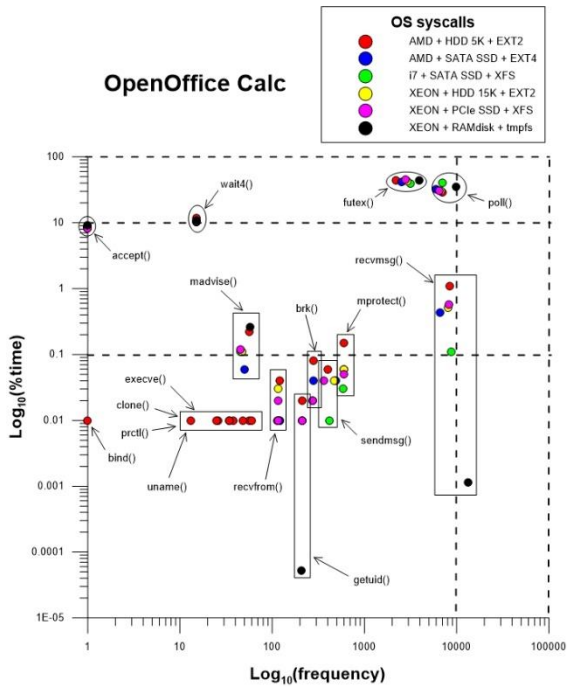 OS syscalls
AMD + HDD 5K + EXT2
AMD + SATA SSD + EXT4
i7 + SATA SSD + XFS
XEON + HDD 15K + EXT2
XEON + PCIe SSD + XFS
XEON + RAMdisk + tmpfs
OpenOffice Calc
100
10
1
0.1
0.01
0.001
0.0001
1E-05
Log10(%time)
wait4()
futex()
poll()
accept()
recvmsg()
madvise()
mprotect()
brk()
execve()
clone()
prctl()
bind()
uname()
recvfrom()
sendmsg()
getuid()
1 10 100 1000 10000 100000
Log10(frequency)